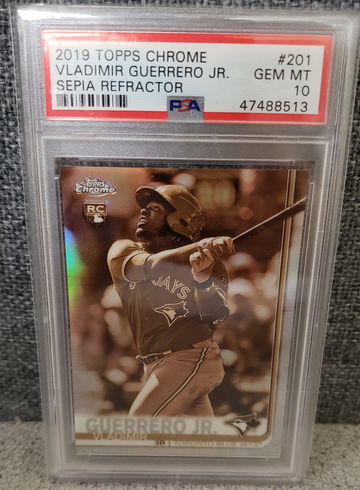 2019 TOPPS CHROME #201
VLADIMIR GUERRERO JR. GEM MT
SEPIA REFRACTOR 10
PSA 47488513
Topps
Chrome
RC
JAYS
GUERRERO JR.
VLADIMIR
3B TORONTO BLUE JAYS